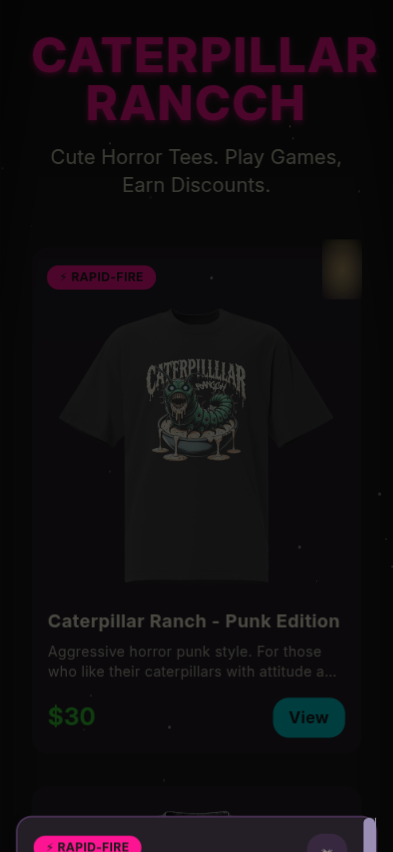 CATERPILLAR
RANCCH
Cute Horror Tees. Play Games,
Earn Discounts.
⚡ RAPID-FIRE
CATERPILLLAR
Caterpillar Ranch - Punk Edition
Aggressive horror punk style. For those
who like their caterpillars with attitude a...
$30
View
⚡ RAPID-FIRE